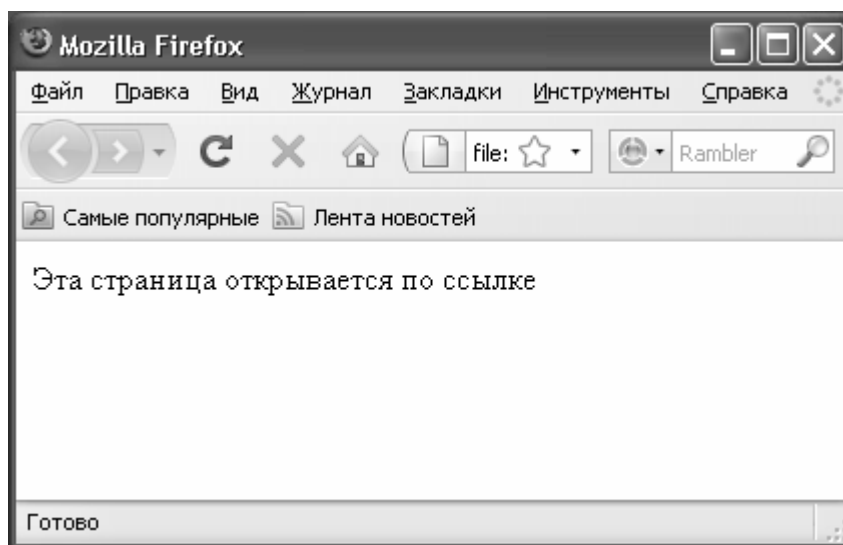 Mozilla Firefox
Файл Правка Вид Журнал Закладки Инструменты Справка
file: Rambler
Самые популярные Лента новостей
Эта страница открывается по ссылке
Готово